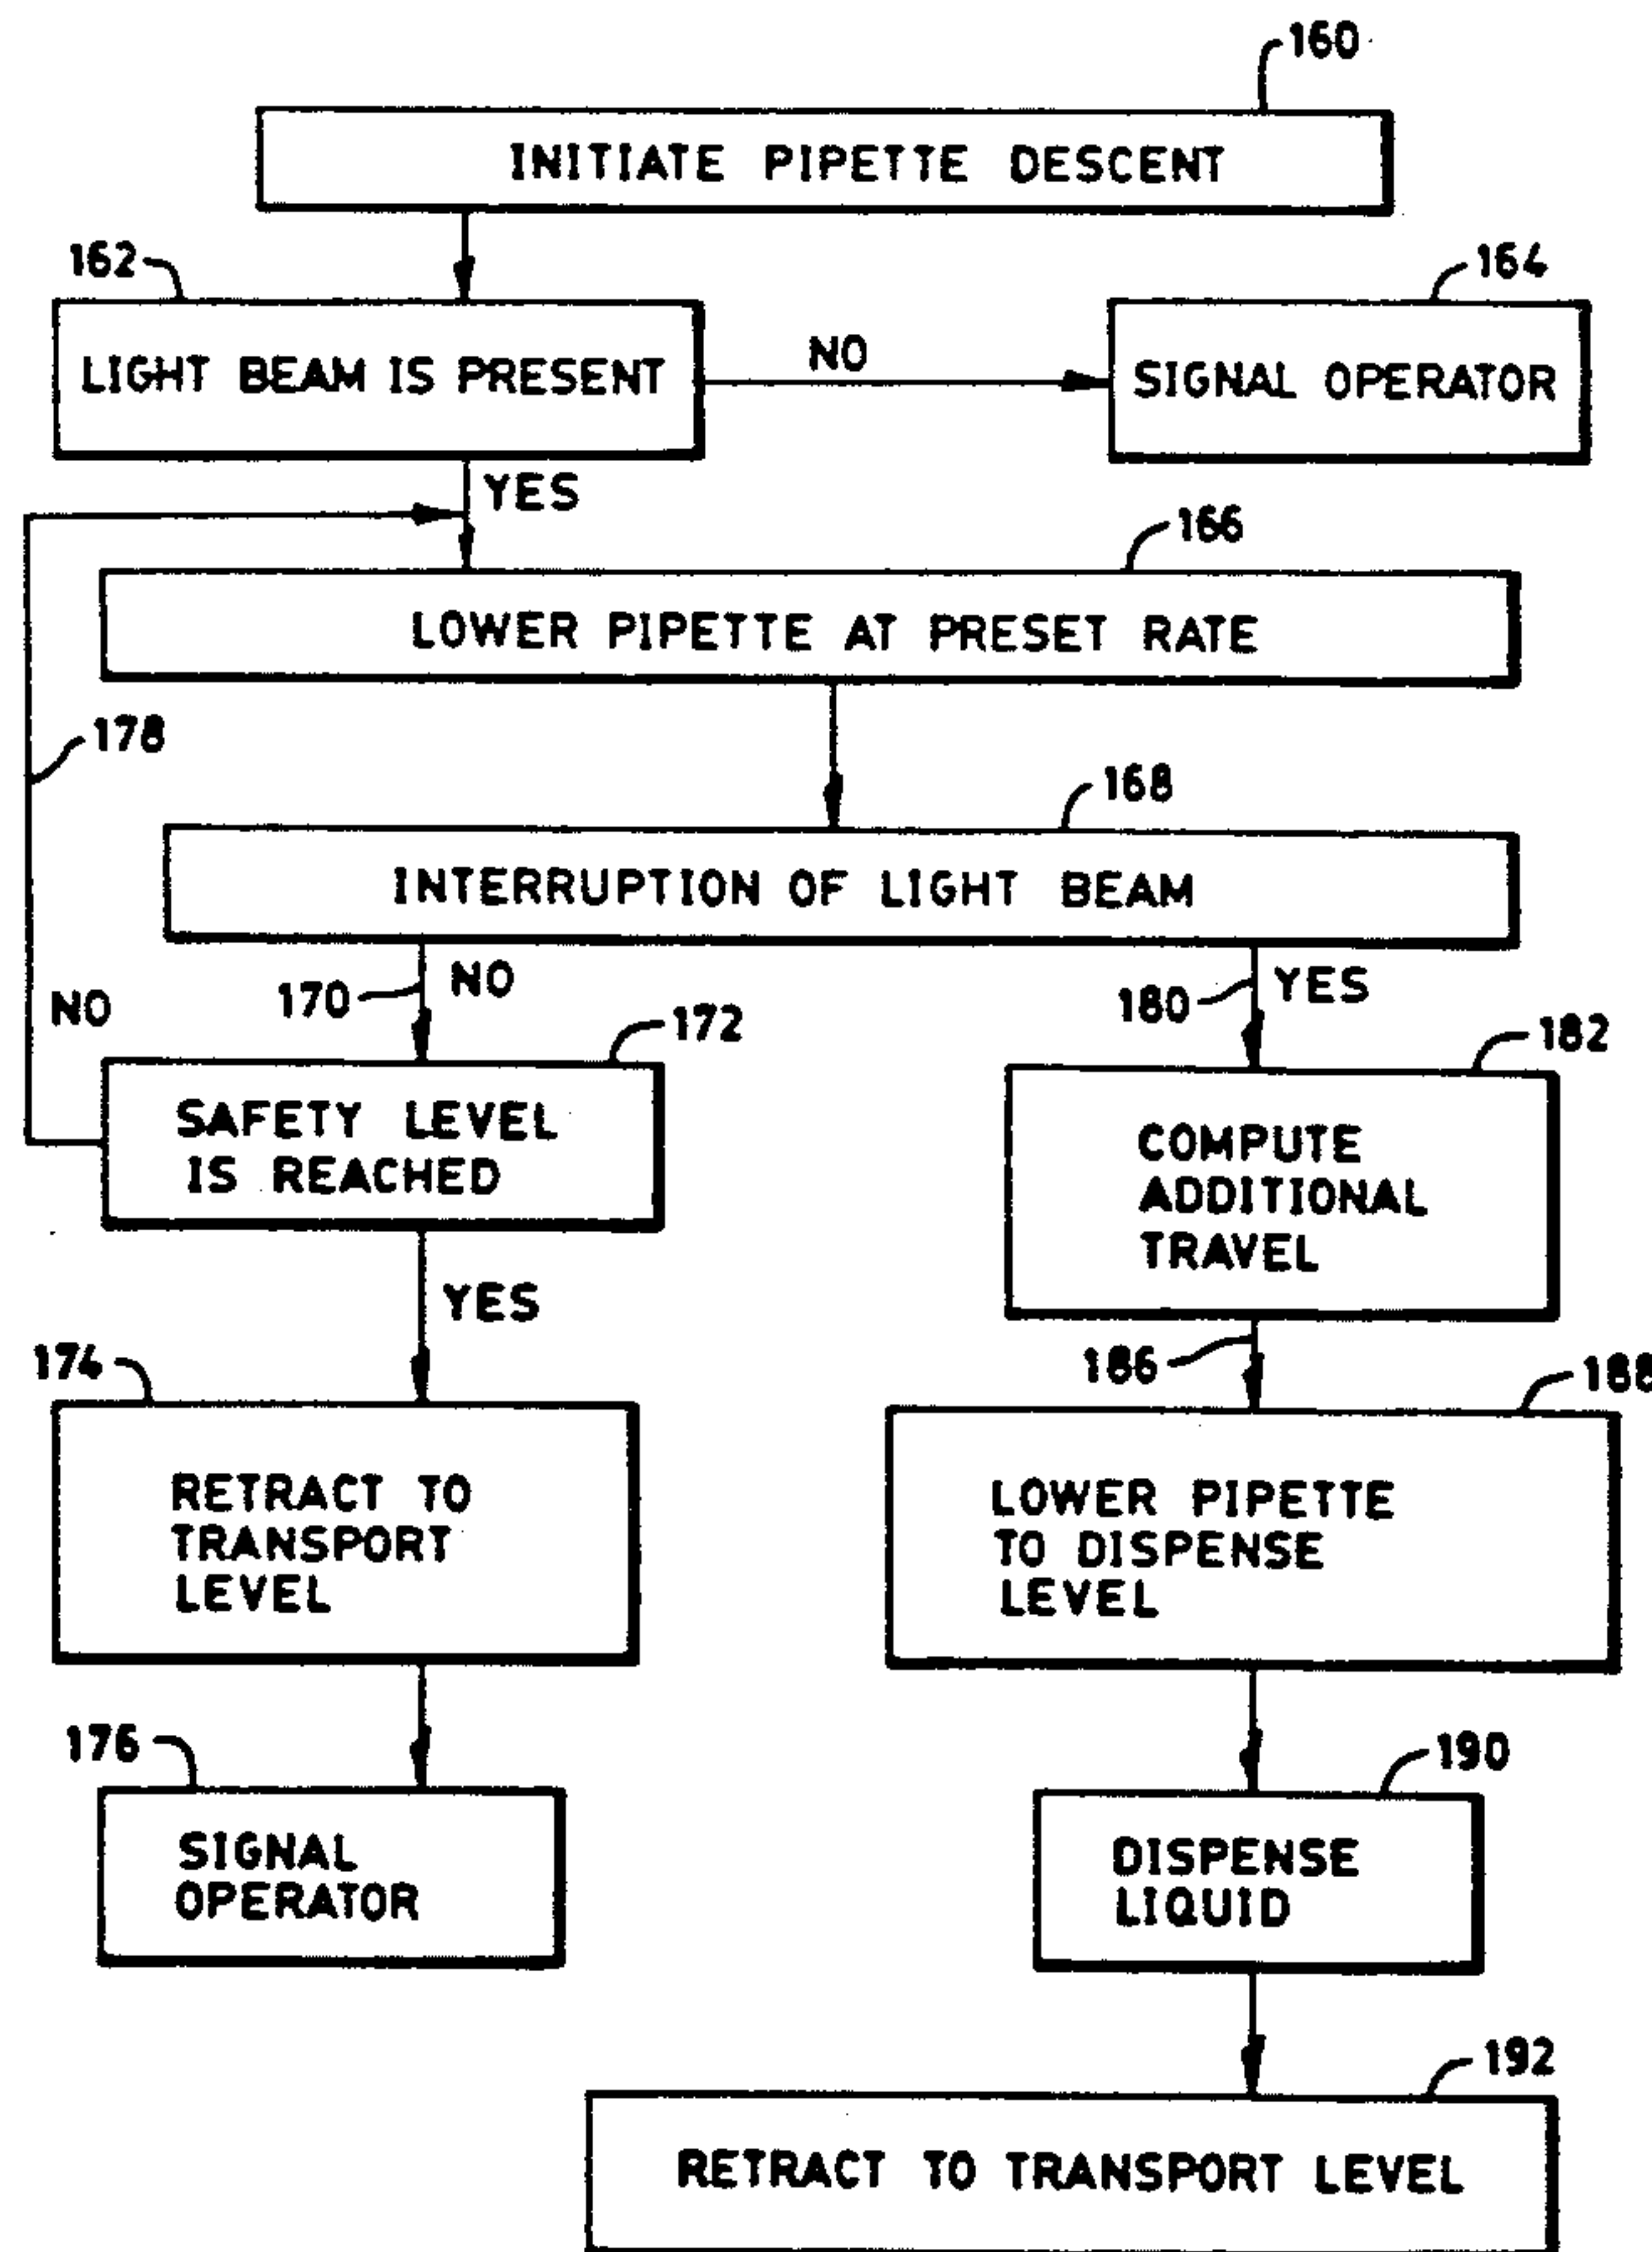 160
INITIATE PIPETTE DESCENT
162
164
LIGHT BEAM IS PRESENT
NO
SIGNAL OPERATOR
YES
166
LOWER PIPETTE AT PRESET RATE
178
168
INTERRUPTION OF LIGHT BEAM
NO
170
NO
180
YES
172
182
SAFETY LEVEL
IS REACHED
COMPUTE
ADDITIONAL
TRAVEL
YES
174
186
188
RETRACT TO
TRANSPORT
LEVEL
LOWER PIPETTE
TO DISPENSE
LEVEL
176
190
SIGNAL
OPERATOR
DISPENSE
LIQUID
192
RETRACT TO TRANSPORT LEVEL